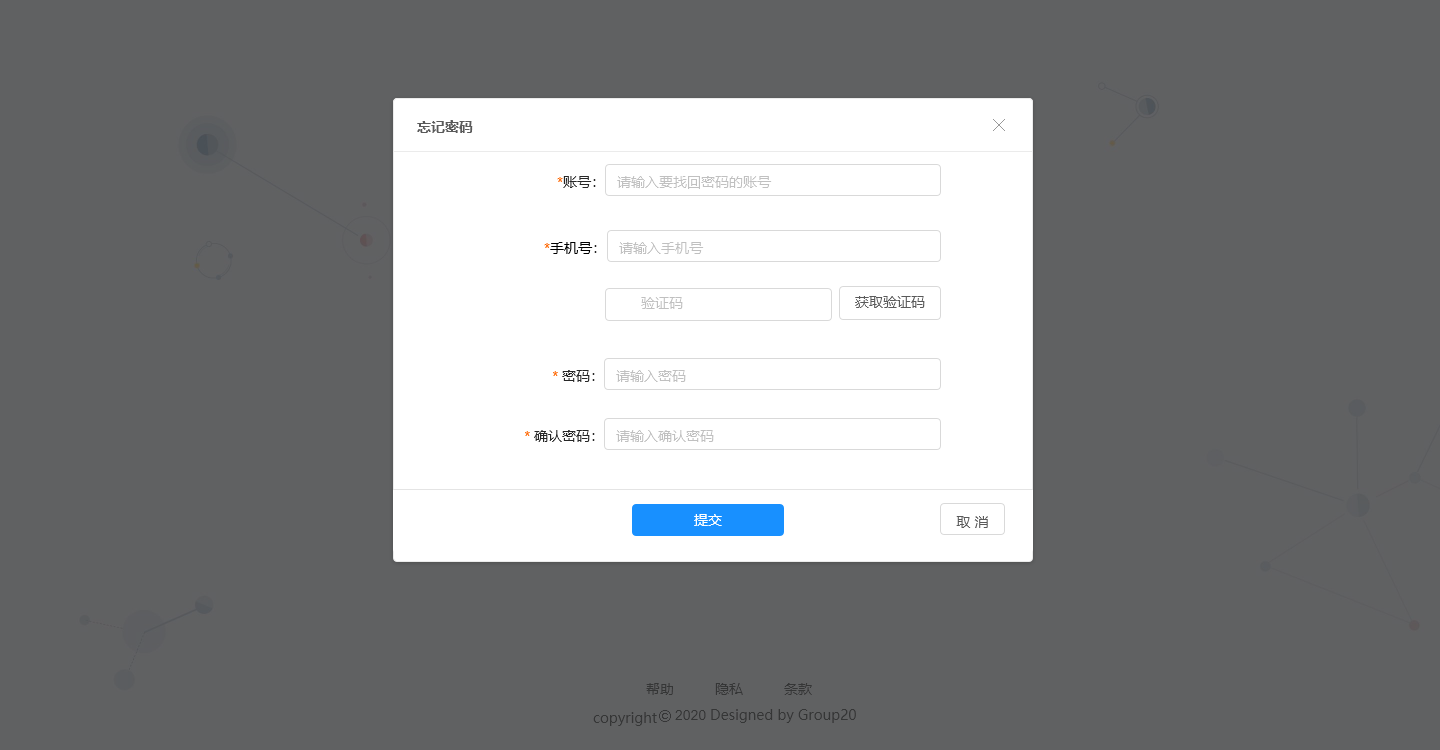 忘记密码
*账号： 请输入要找回密码的账号
*手机号： 请输入手机号
验证码 获取验证码
* 密码： 请输入密码
* 确认密码： 请输入确认密码
提交 取 消
帮助 隐私 条款
copyright© 2020 Designed by Group20